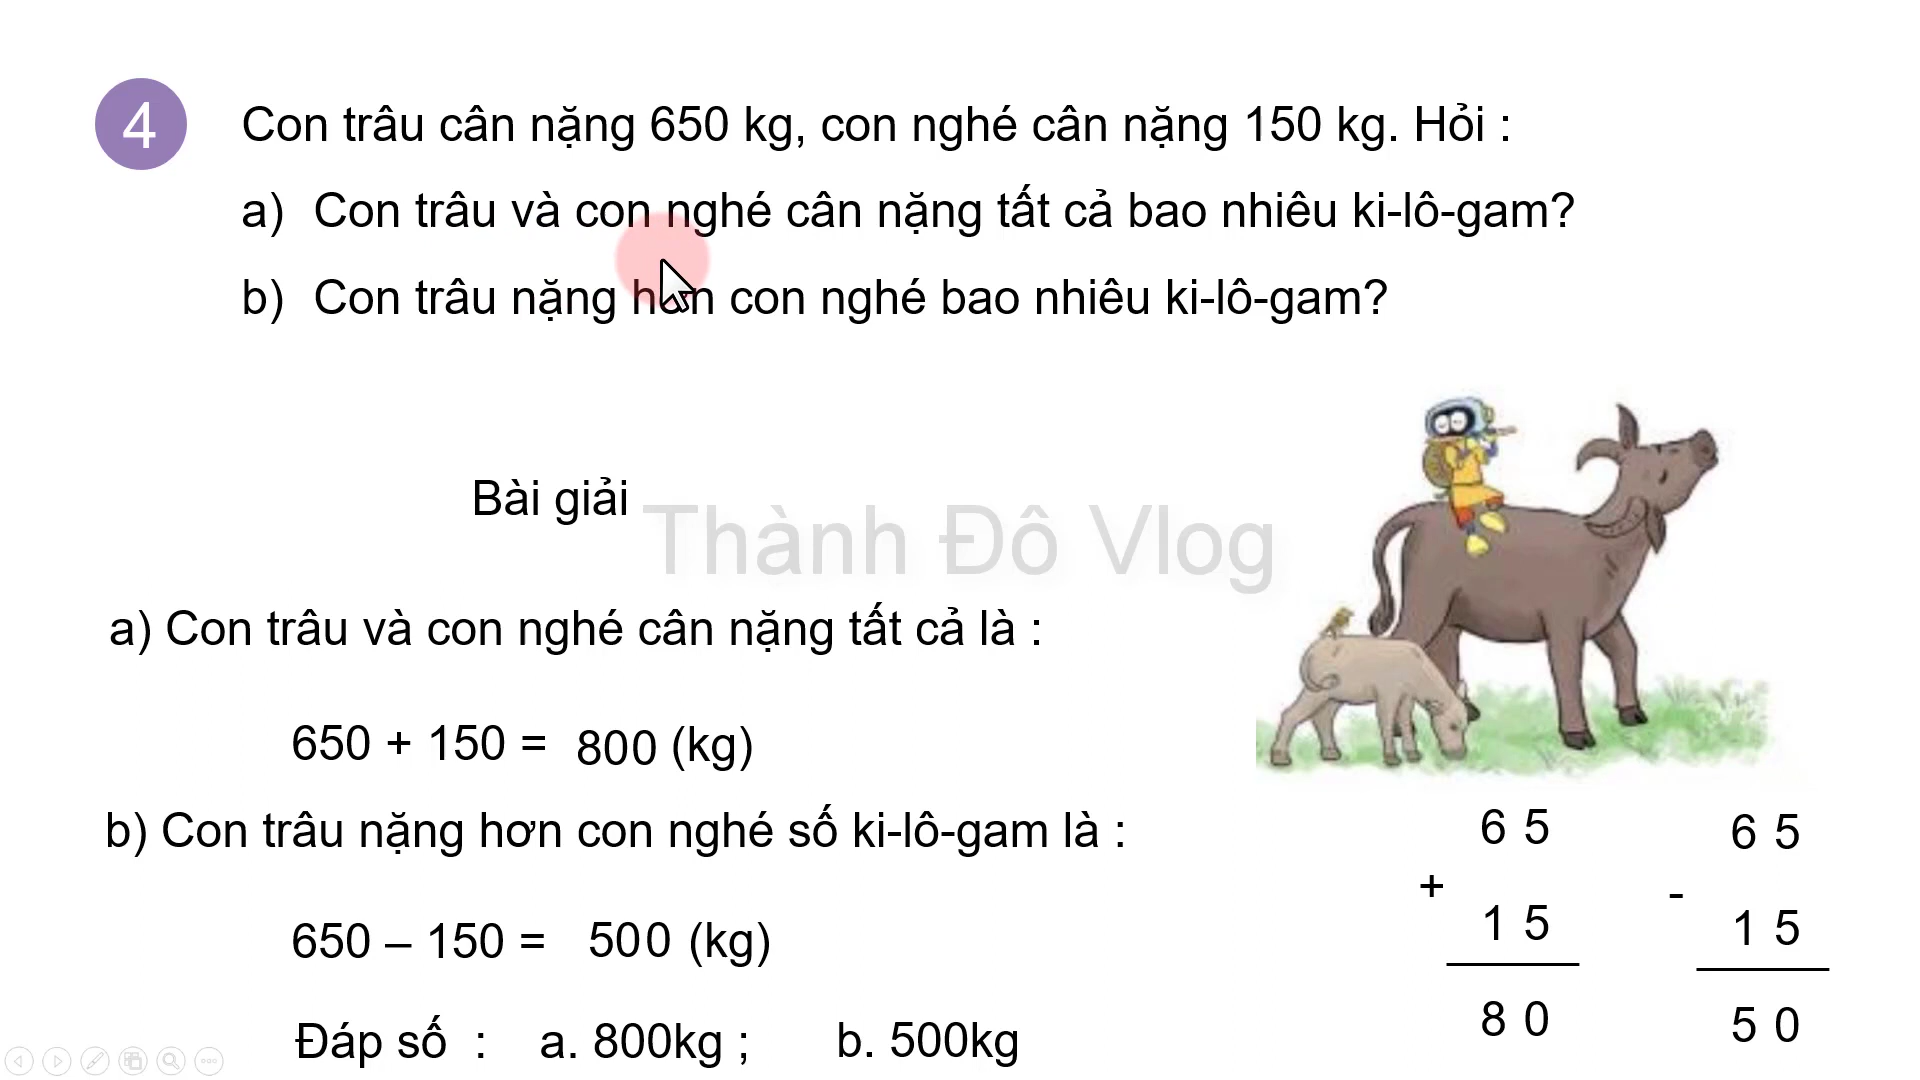 4 Con trâu cân nặng 650 kg, con nghé cân nặng 150 kg. Hỏi :
a) Con trâu và con nghé cân nặng tất cả bao nhiêu ki-lô-gam?
b) Con trâu nặng hơn con nghé bao nhiêu ki-lô-gam?
Bài giải
Thành Đô Vlog
a) Con trâu và con nghé cân nặng tất cả là :
650 + 150 = 800 (kg)
b) Con trâu nặng hơn con nghé số ki-lô-gam là :
650 – 150 = 500 (kg)
Đáp số : a. 800kg ; b. 500kg
6 5
+
1 5
8 0
6 5
-
1 5
5 0